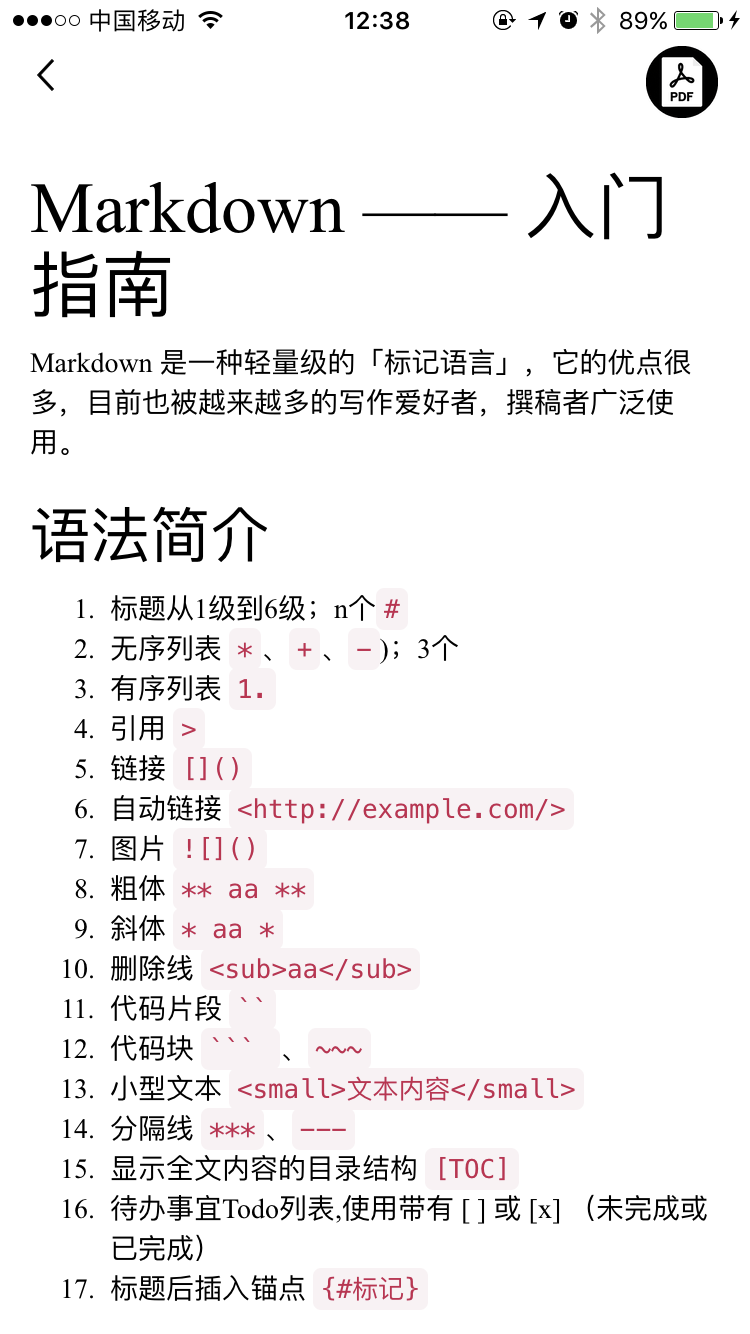 中国移动 12:38 89%
PDF
Markdown —— 入门
指南
Markdown 是一种轻量级的「标记语言」，它的优点很
多，目前也被越来越多的写作爱好者，撰稿者广泛使
用。
语法简介
1. 标题从1级到6级；n个 #
2. 无序列表 * 、 + 、 - )；3个
3. 有序列表 1.
4. 引用 >
5. 链接 []()
6. 自动链接 <http://example.com/>
7. 图片 ![]()
8. 粗体 ** aa **
9. 斜体 * aa *
10. 删除线 <sub>aa</sub>
11. 代码片段 ``
12. 代码块 ``` 、 ~~~
13. 小型文本 <small>文本内容</small>
14. 分隔线 *** 、 ---
15. 显示全文内容的目录结构 [TOC]
16. 待办事宜Todo列表,使用带有 [ ] 或 [x] （未完成或
已完成）
17. 标题后插入锚点 {#标记}